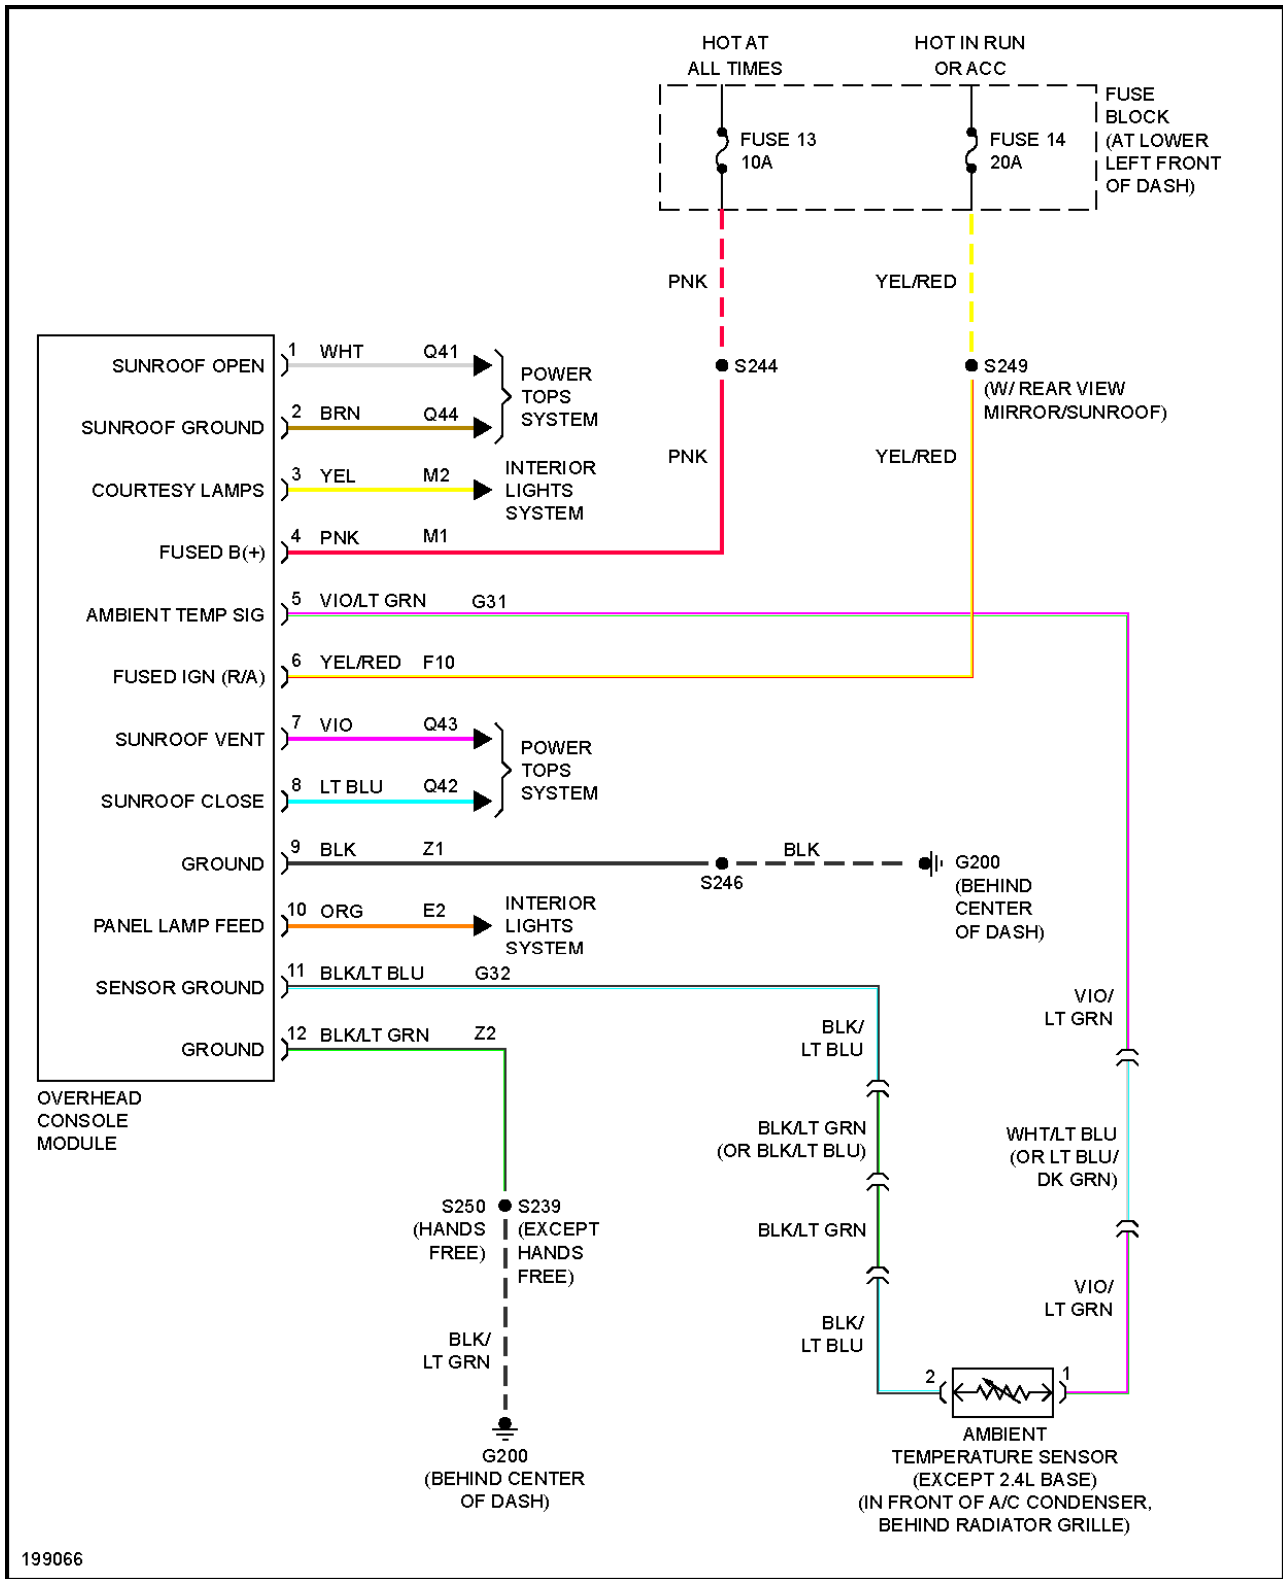 HOT AT
ALL TIMES
HOT IN RUN
OR ACC
FUSE 13
10A
FUSE 14
20A
FUSE
BLOCK
(AT LOWER
LEFT FRONT
OF DASH)
PNK
YEL/RED
S244
S249
(W/ REAR VIEW
MIRROR/SUNROOF)
PNK
YEL/RED
SUNROOF OPEN
1
WHT
Q41
SUNROOF GROUND
2
BRN
Q44
POWER
TOPS
SYSTEM
COURTESY LAMPS
3
YEL
M2
INTERIOR
LIGHTS
SYSTEM
FUSED B(+)
4
PNK
M1
AMBIENT TEMP SIG
5
VIO/LT GRN
G31
FUSED IGN (R/A)
6
YEL/RED
F10
SUNROOF VENT
7
VIO
Q43
SUNROOF CLOSE
8
LT BLU
Q42
POWER
TOPS
SYSTEM
GROUND
9
BLK
Z1
S246
BLK
G200
(BEHIND
CENTER
OF DASH)
PANEL LAMP FEED
10
ORG
E2
INTERIOR
LIGHTS
SYSTEM
SENSOR GROUND
11
BLK/LT BLU
G32
GROUND
12
BLK/LT GRN
Z2
OVERHEAD
CONSOLE
MODULE
BLK/
LT BLU
VIO/
LT GRN
BLK/LT GRN
(OR BLK/LT BLU)
WHT/LT BLU
(OR LT BLU/
DK GRN)
BLK/LT GRN
S250
(HANDS
FREE)
S239
(EXCEPT
HANDS
FREE)
BLK/
LT GRN
G200
(BEHIND CENTER
OF DASH)
BLK/
LT BLU
VIO/
LT GRN
2
1
AMBIENT
TEMPERATURE SENSOR
(EXCEPT 2.4L BASE)
(IN FRONT OF A/C CONDENSER,
BEHIND RADIATOR GRILLE)
199066